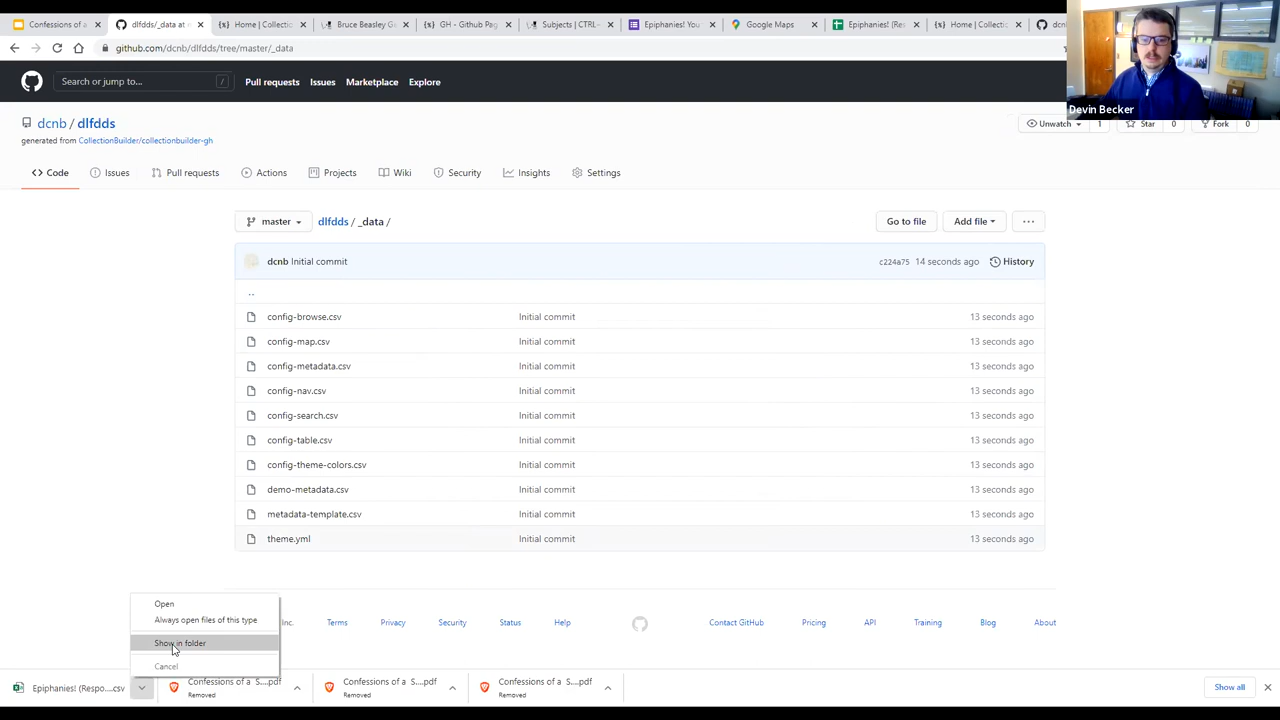 Confessions of a
dlfdds/_data at m
Home | Collectio
Bruce Beasley G
GH - Github Pag
Subjects | CTRL-
Epiphanies! You
Google Maps
Epiphanies! (Res
Home | Collectio
github.com/dcnb/dlfdds/tree/master/_data
Search or jump to...
/
Pull requests
Issues
Marketplace
Explore
Devin Becker
dcnb / dlfdds
generated from CollectionBuilder/collectionbuilder-gh
Unwatch 1
Star 0
Fork 0
Code
Issues
Pull requests
Actions
Projects
Wiki
Security
Insights
Settings
master
dlfdds / _data /
Go to file
Add file
...
dcnb Initial commit
c224a75 14 seconds ago
History
..
config-browse.csv Initial commit 13 seconds ago
config-map.csv Initial commit 13 seconds ago
config-metadata.csv Initial commit 13 seconds ago
config-nav.csv Initial commit 13 seconds ago
config-search.csv Initial commit 13 seconds ago
config-table.csv Initial commit 13 seconds ago
config-theme-colors.csv Initial commit 13 seconds ago
demo-metadata.csv Initial commit 13 seconds ago
metadata-template.csv Initial commit 13 seconds ago
theme.yml Initial commit 13 seconds ago
Open
Always open files of this type
Show in folder
Cancel
Inc.
Terms
Privacy
Security
Status
Help
Contact GitHub
Pricing
API
Training
Blog
About
Epiphanies! (Respo....csv
Confessions of a S....pdf
Removed
Confessions of a S....pdf
Removed
Confessions of a S....pdf
Removed
Show all